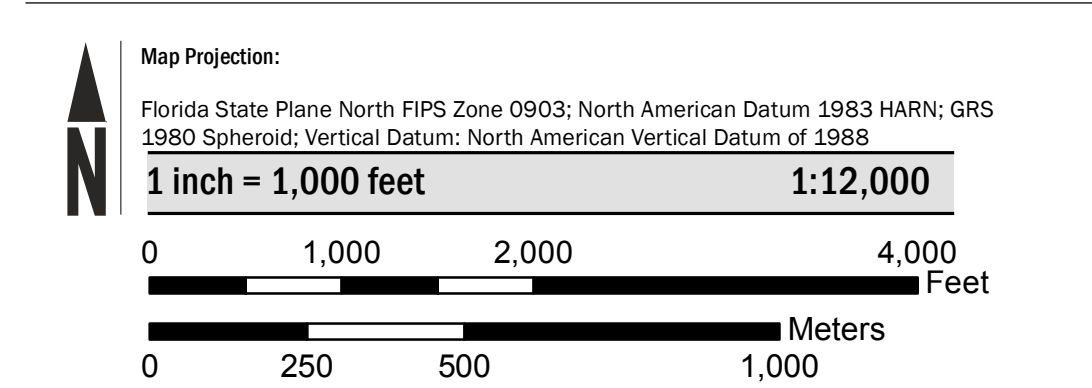 Map Projection:
Florida State Plane North FIPS Zone 0903; North American Datum 1983 HARN; GRS
1980 Spheroid; Vertical Datum: North American Vertical Datum of 1988
N
1 inch = 1,000 feet 1:12,000
0 1,000 2,000 4,000
Feet
Meters
0 250 500 1,000